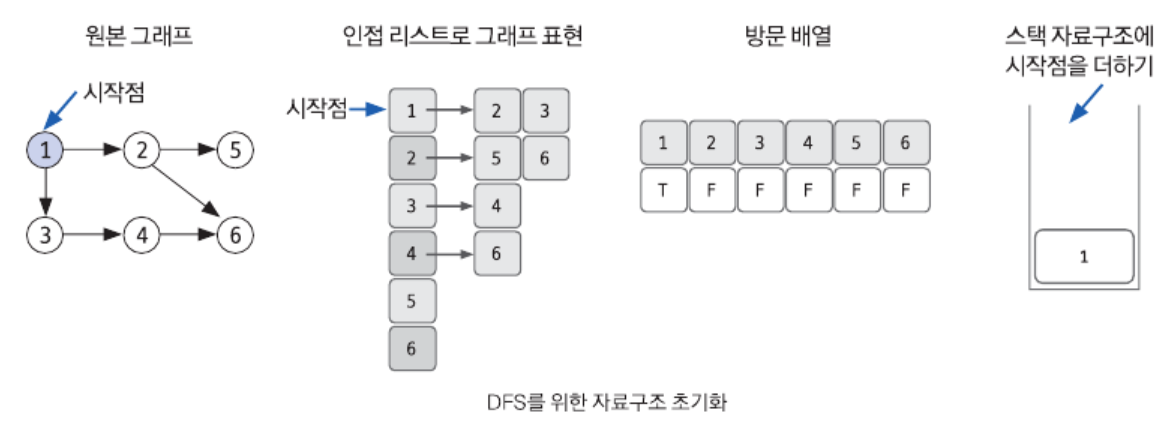 원본 그래프
시작점
1 2 5
3 4 6
인접 리스트로 그래프 표현
시작점
1 2 3
2 5 6
3 4
4 6
5
6
방문 배열
1 2 3 4 5 6
T F F F F F
스택 자료구조에
시작점을 더하기
1
DFS를 위한 자료구조 초기화